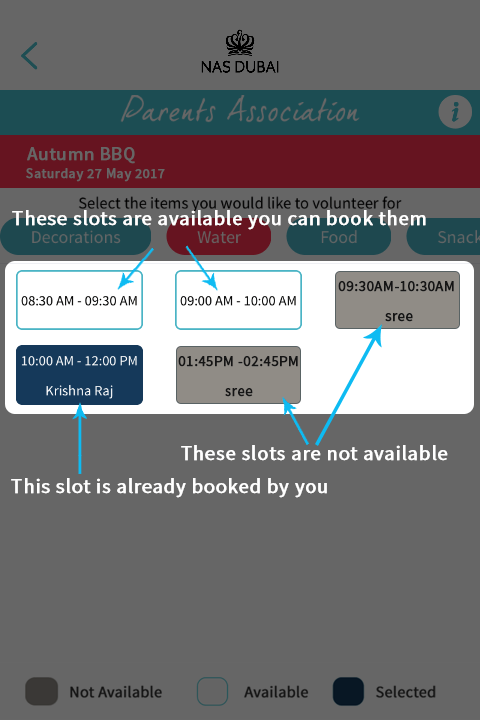 NAS DUBAI
Parents Association
i
Autumn BBQ
Saturday 27 May 2017
Select the items you would like to volunteer for
These slots are available you can book them
Decorations Water Food Snack
08:30 AM - 09:30 AM 09:00 AM - 10:00 AM 09:30AM-10:30AM
sree
10:00 AM - 12:00 PM 01:45PM -02:45PM
Krishna Raj sree
These slots are not available
This slot is already booked by you
Not Available Available Selected